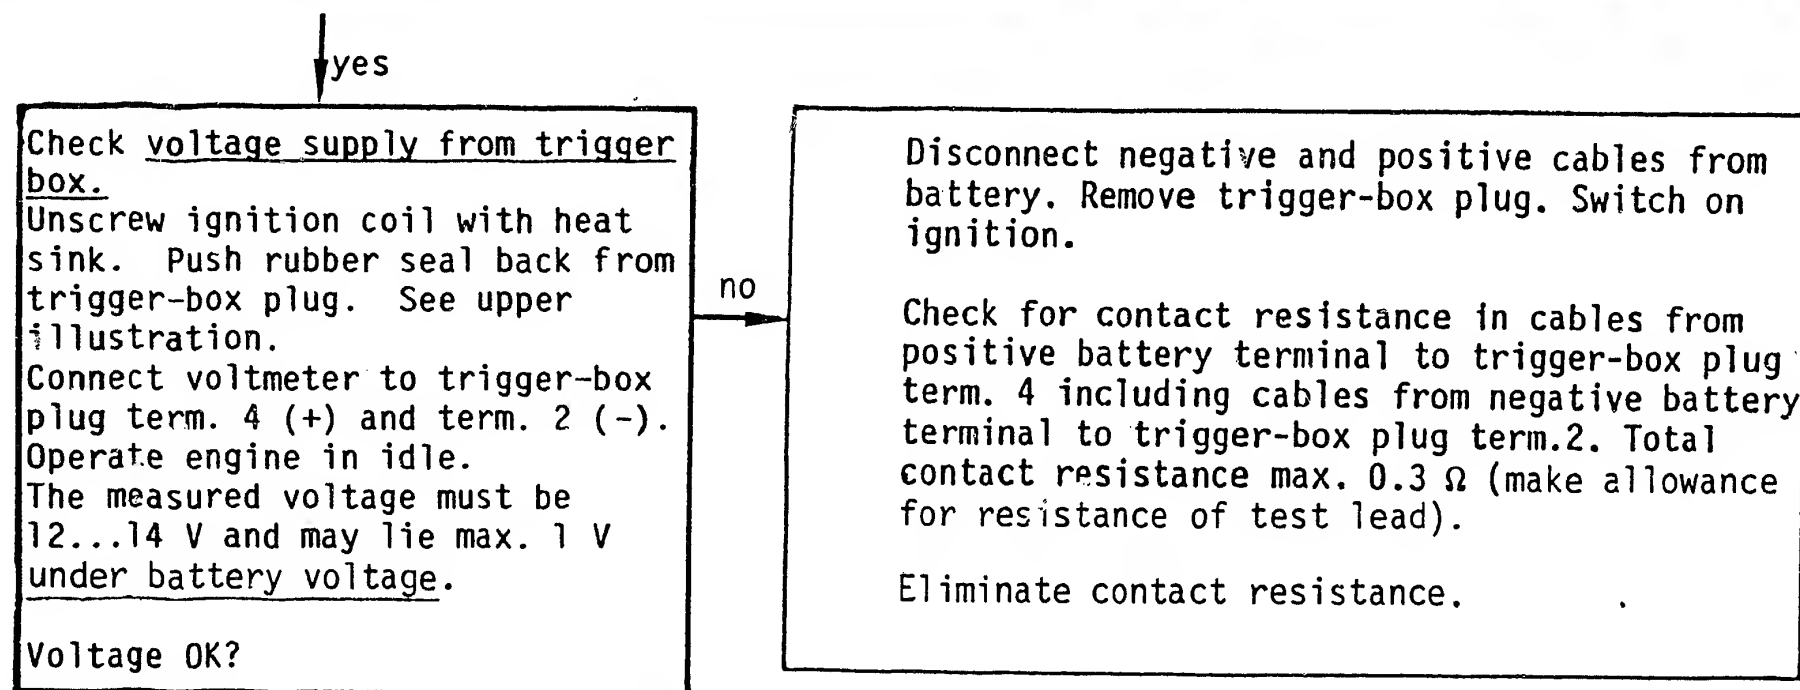 yes
Check voltage supply from trigger
box.
Unscrew ignition coil with heat
sink. Push rubber seal back from
trigger-box plug. See upper
illustration.
Connect voltmeter to trigger-box
plug term. 4 (+) and term. 2 (-).
Operate engine in idle.
The measured voltage must be
12...14 V and may lie max. 1 V
under battery voltage.
Voltage OK?
no
Disconnect negative and positive cables from
battery. Remove trigger-box plug. Switch on
ignition.
Check for contact resistance in cables from
positive battery terminal to trigger-box plug
term. 4 including cables from negative battery
terminal to trigger-box plug term.2. Total
contact resistance max. 0.3 Ω (make allowance
for resistance of test lead).
Eliminate contact resistance.